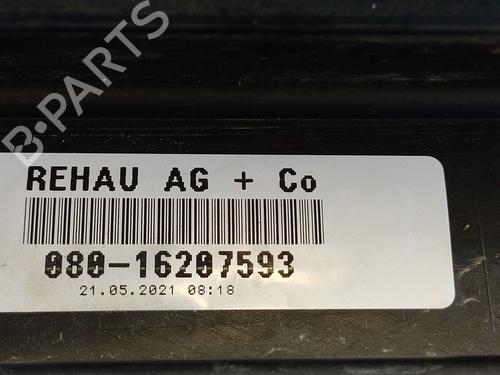 B-PARTS
REHAU AG + Co
080-16207593
21.05.2021 08:18